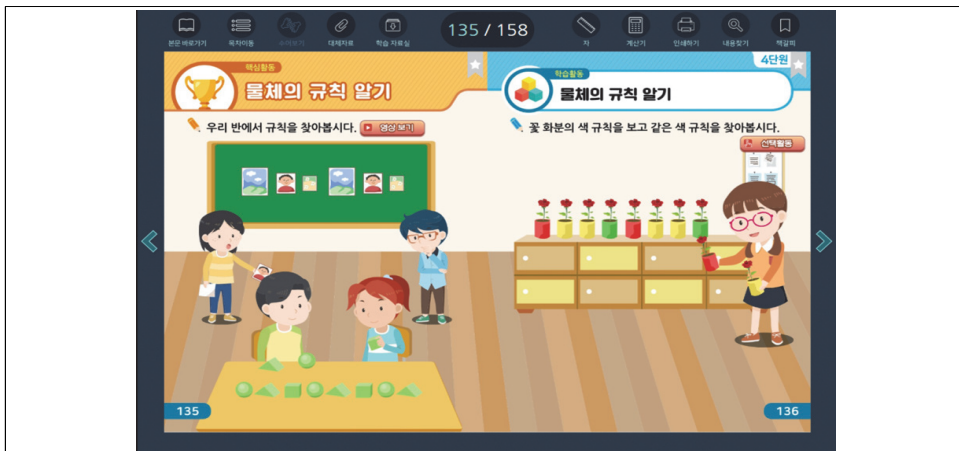 본문 바로가기 목차이동 수어보기 대체자료 학습 자료실 135 / 158 자 계산기 인쇄하기 내용찾기 책갈피
핵심활동
물체의 규칙 알기
우리 반에서 규칙을 찾아봅시다. 영상 보기
135
4단원
학습활동
물체의 규칙 알기
꽃 화분의 색 규칙을 보고 같은 색 규칙을 찾아봅시다.
선택활동
136